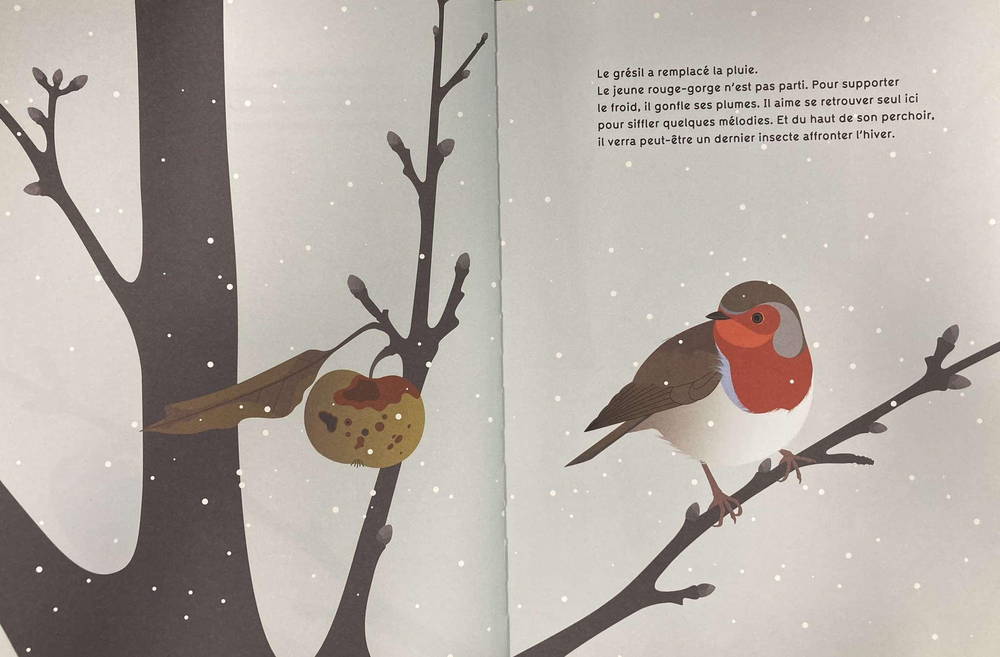 Le grésil a remplacé la pluie.
Le jeune rouge-gorge n'est pas parti. Pour supporter
le froid, il gonfle ses plumes. Il aime se retrouver seul ici
pour siffler quelques mélodies. Et du haut de son perchoir,
il verra peut-être un dernier insecte affronter l'hiver.